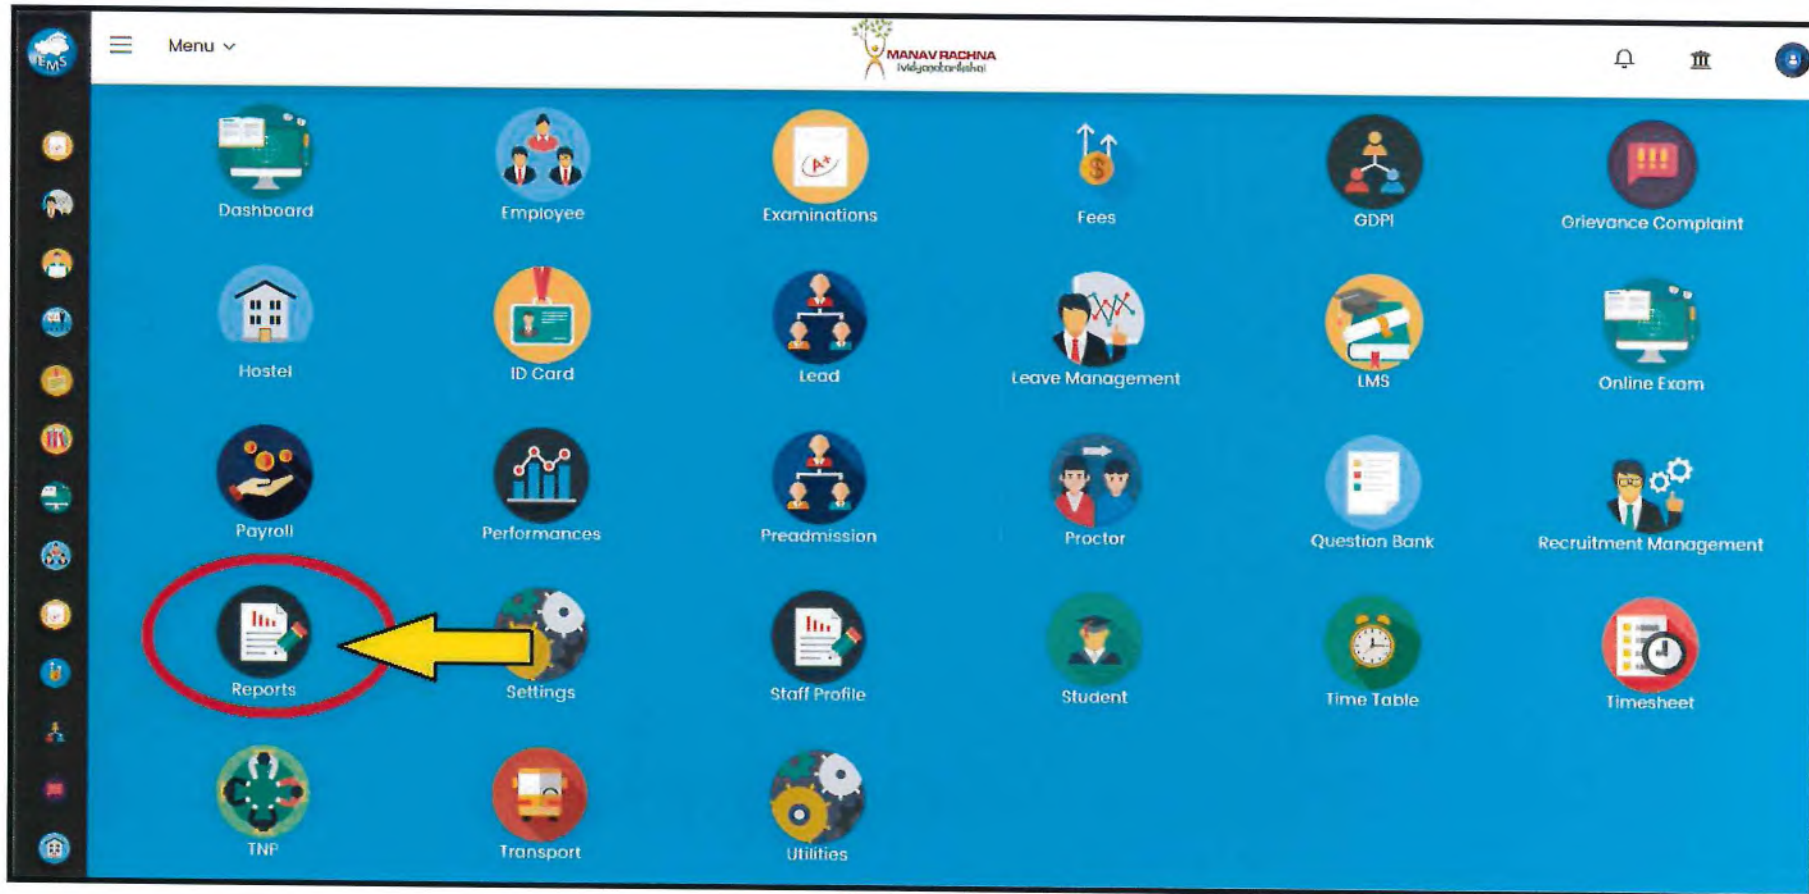 EMS
Menu
MANAV RACHNA
Dashboard
Employee
Examinations
Fees
GDPI
Grievance Complaint
Hostel
ID Card
Lead
Leave Management
LMS
Online Exam
Payroll
Performances
Preadmission
Proctor
Question Bank
Recruitment Management
Reports
Settings
Staff Profile
Student
Time Table
Timesheet
TNP
Transport
Utilities